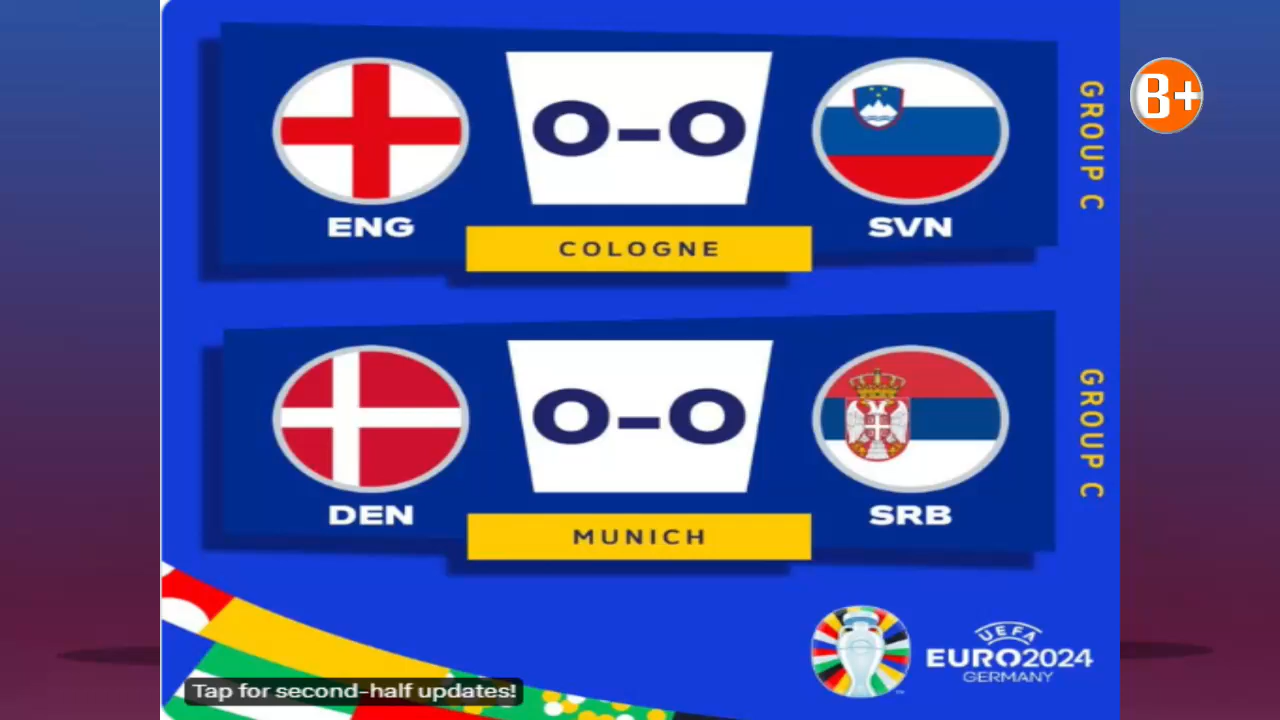 0-0
ENG
SVN
COLOGNE
GROUP C
B+
0-0
DEN
SRB
MUNICH
GROUP C
UEFA
EURO2024
GERMANY
Tap for second-half updates!